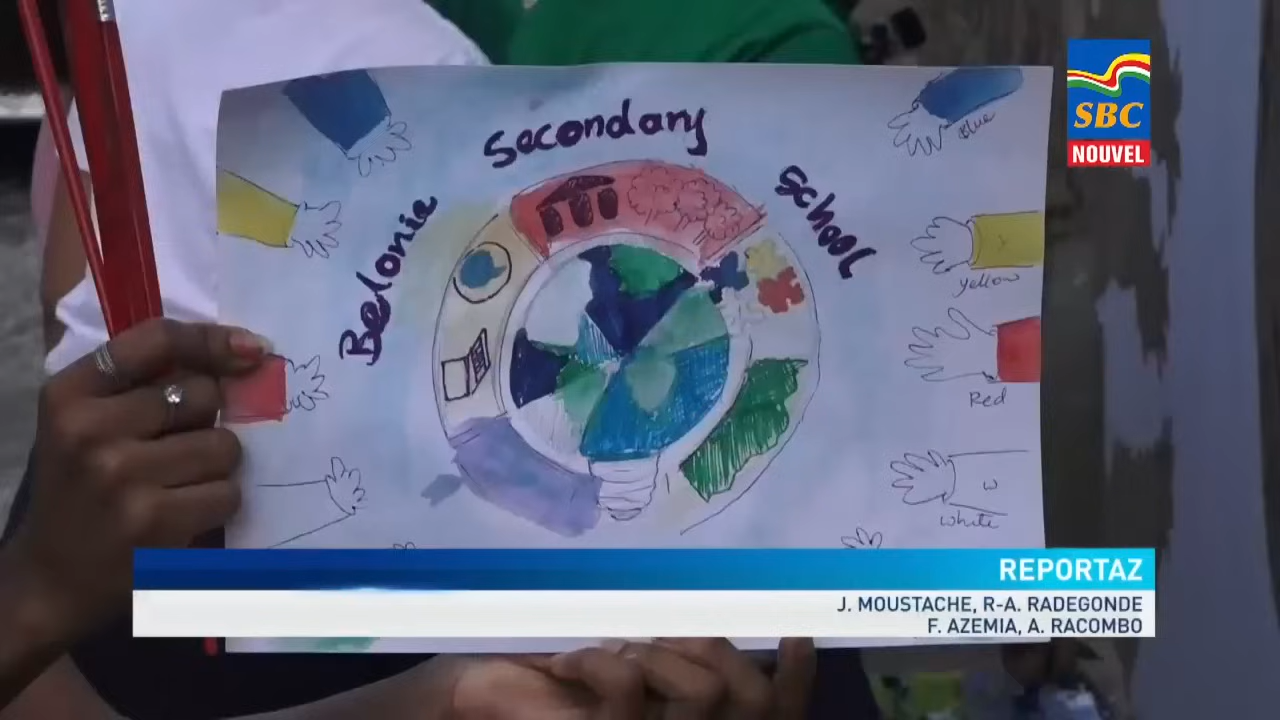 Belonie Secondary School
SBC
NOUVEL
Blue
yellow
Red
w
white
REPORTAZ
J. MOUSTACHE, R-A. RADEGONDE
F. AZEMIA, A. RACOMBO